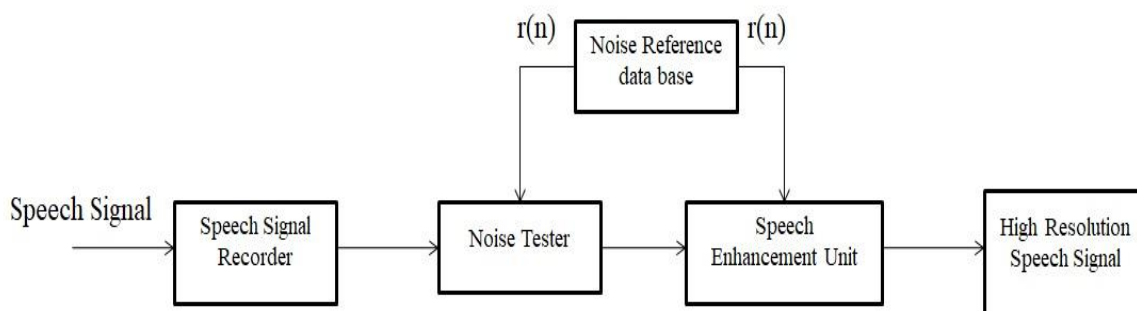 r(n)
Noise Reference
data base
r(n)
Speech Signal
Speech Signal
Recorder
Noise Tester
Speech
Enhancement Unit
High Resolution
Speech Signal